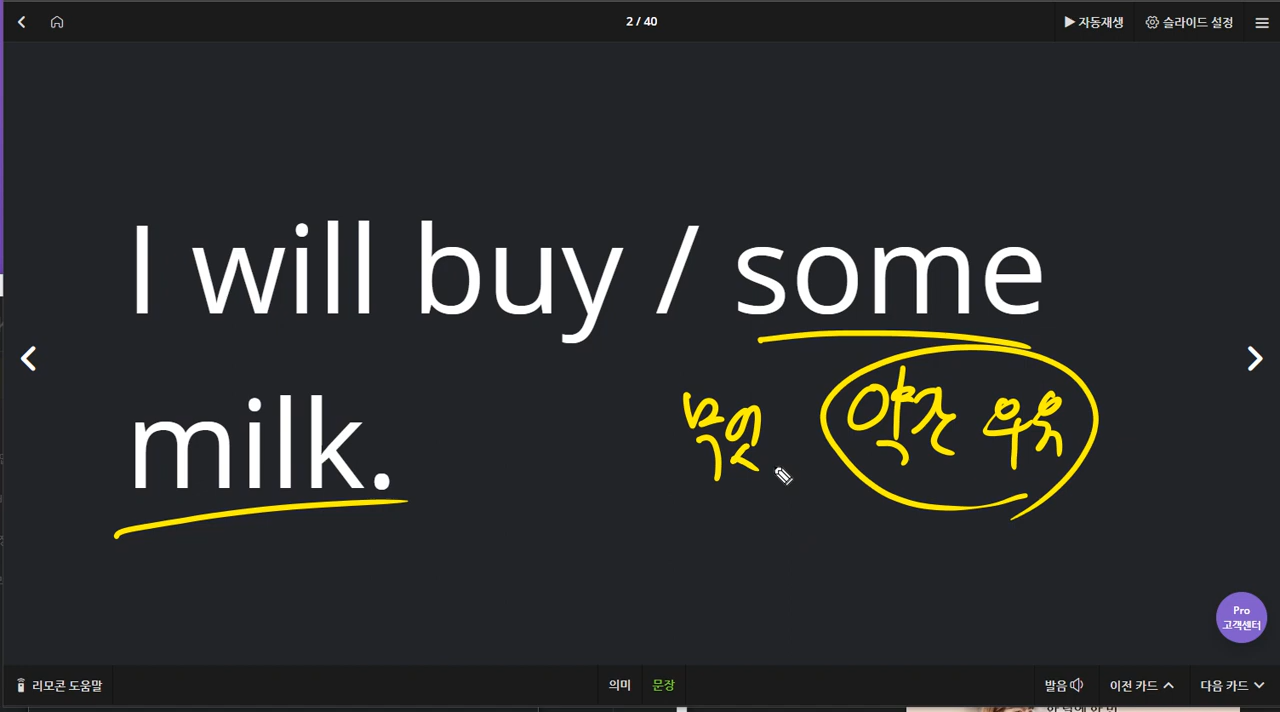 2 / 40
자동재생
슬라이드 설정
I will buy / some
milk.
무엇
약간 우유
Pro
고객센터
리모콘 도움말
의미
문장
발음
이전 카드
다음 카드